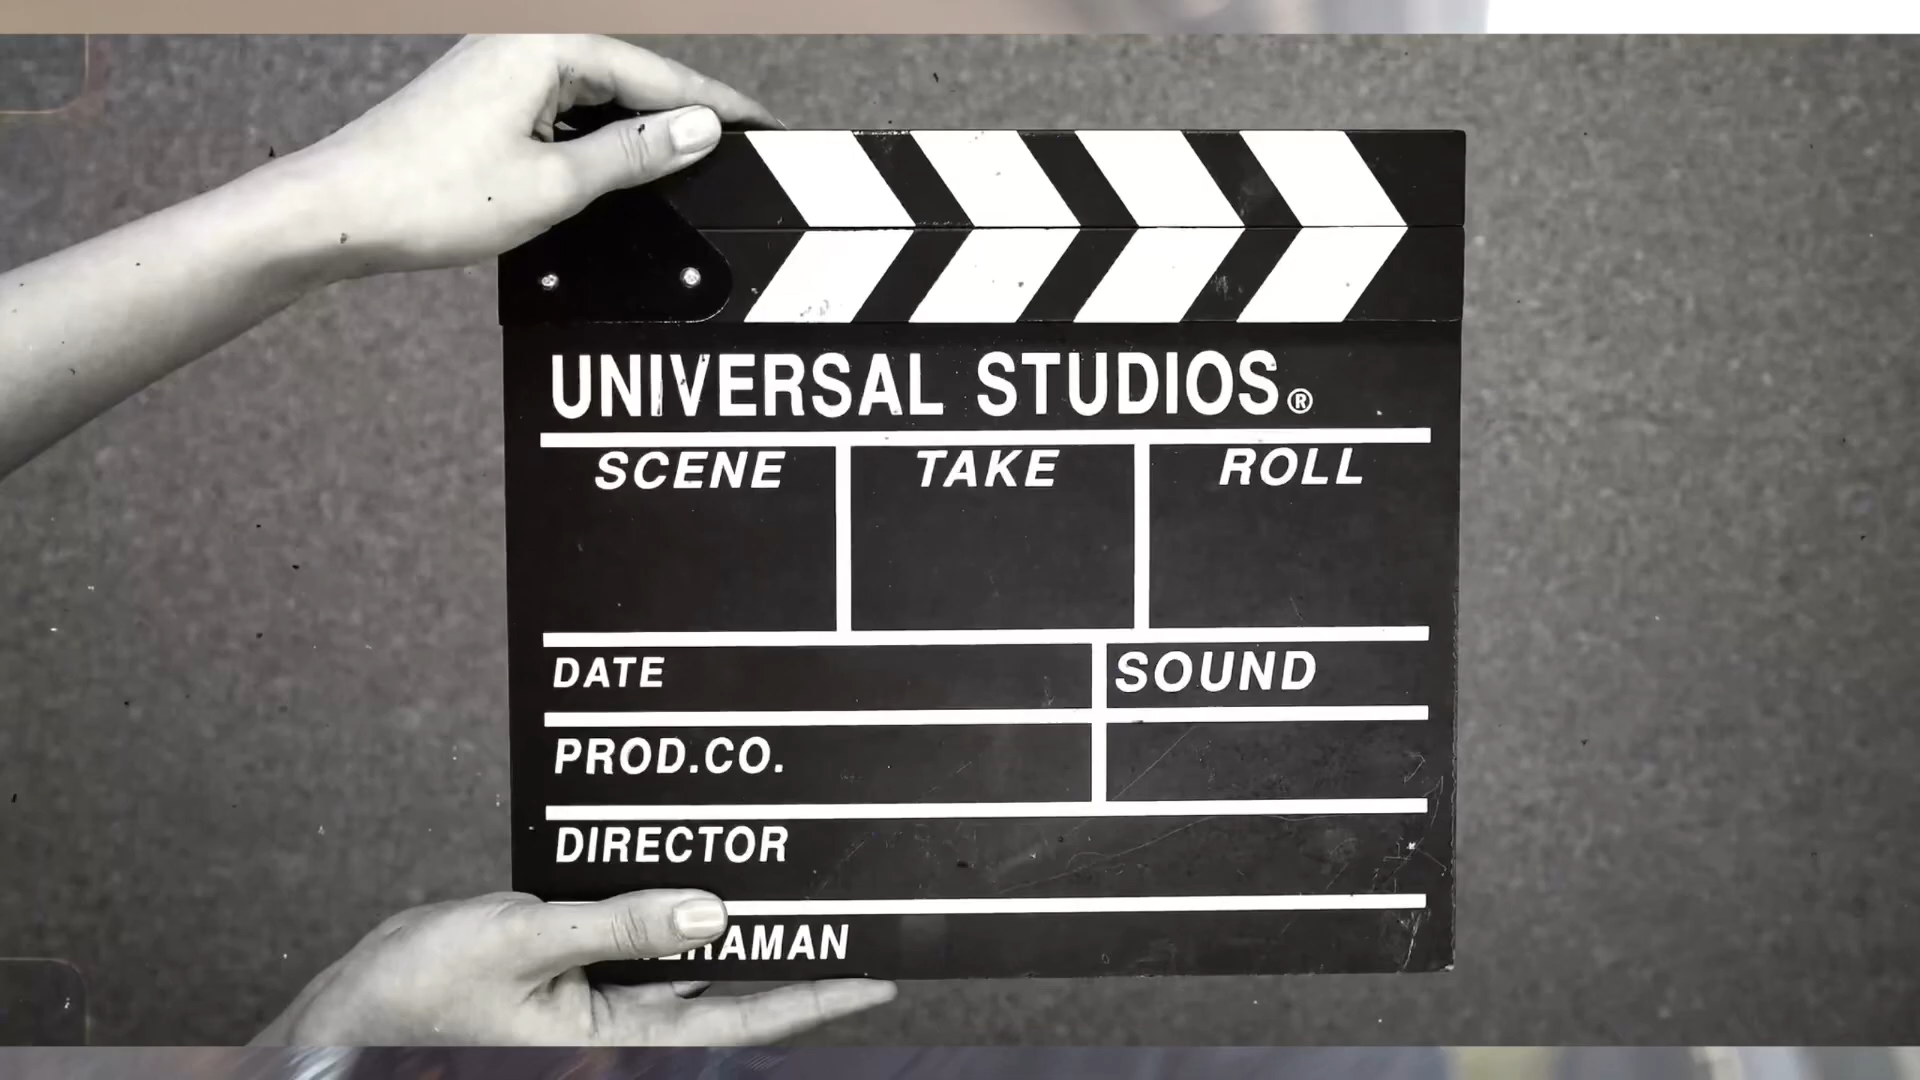 UNIVERSAL STUDIOS®
SCENE TAKE ROLL
DATE SOUND
PROD.CO.
DIRECTOR